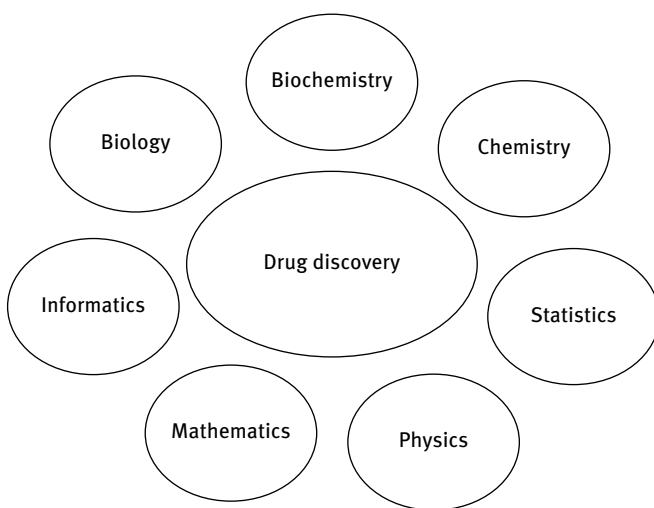 Biochemistry
Biology
Chemistry
Drug discovery
Informatics
Statistics
Mathematics
Physics